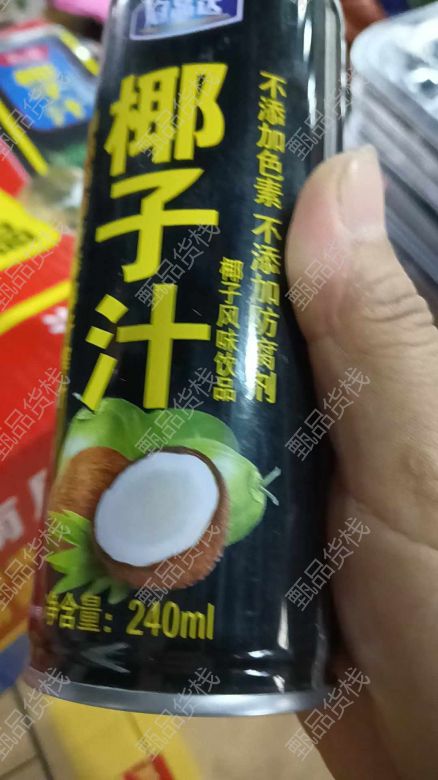 椰子汁
不添加色素 不添加防腐剂
椰子风味饮品
净含量: 240ml
甄品货栈